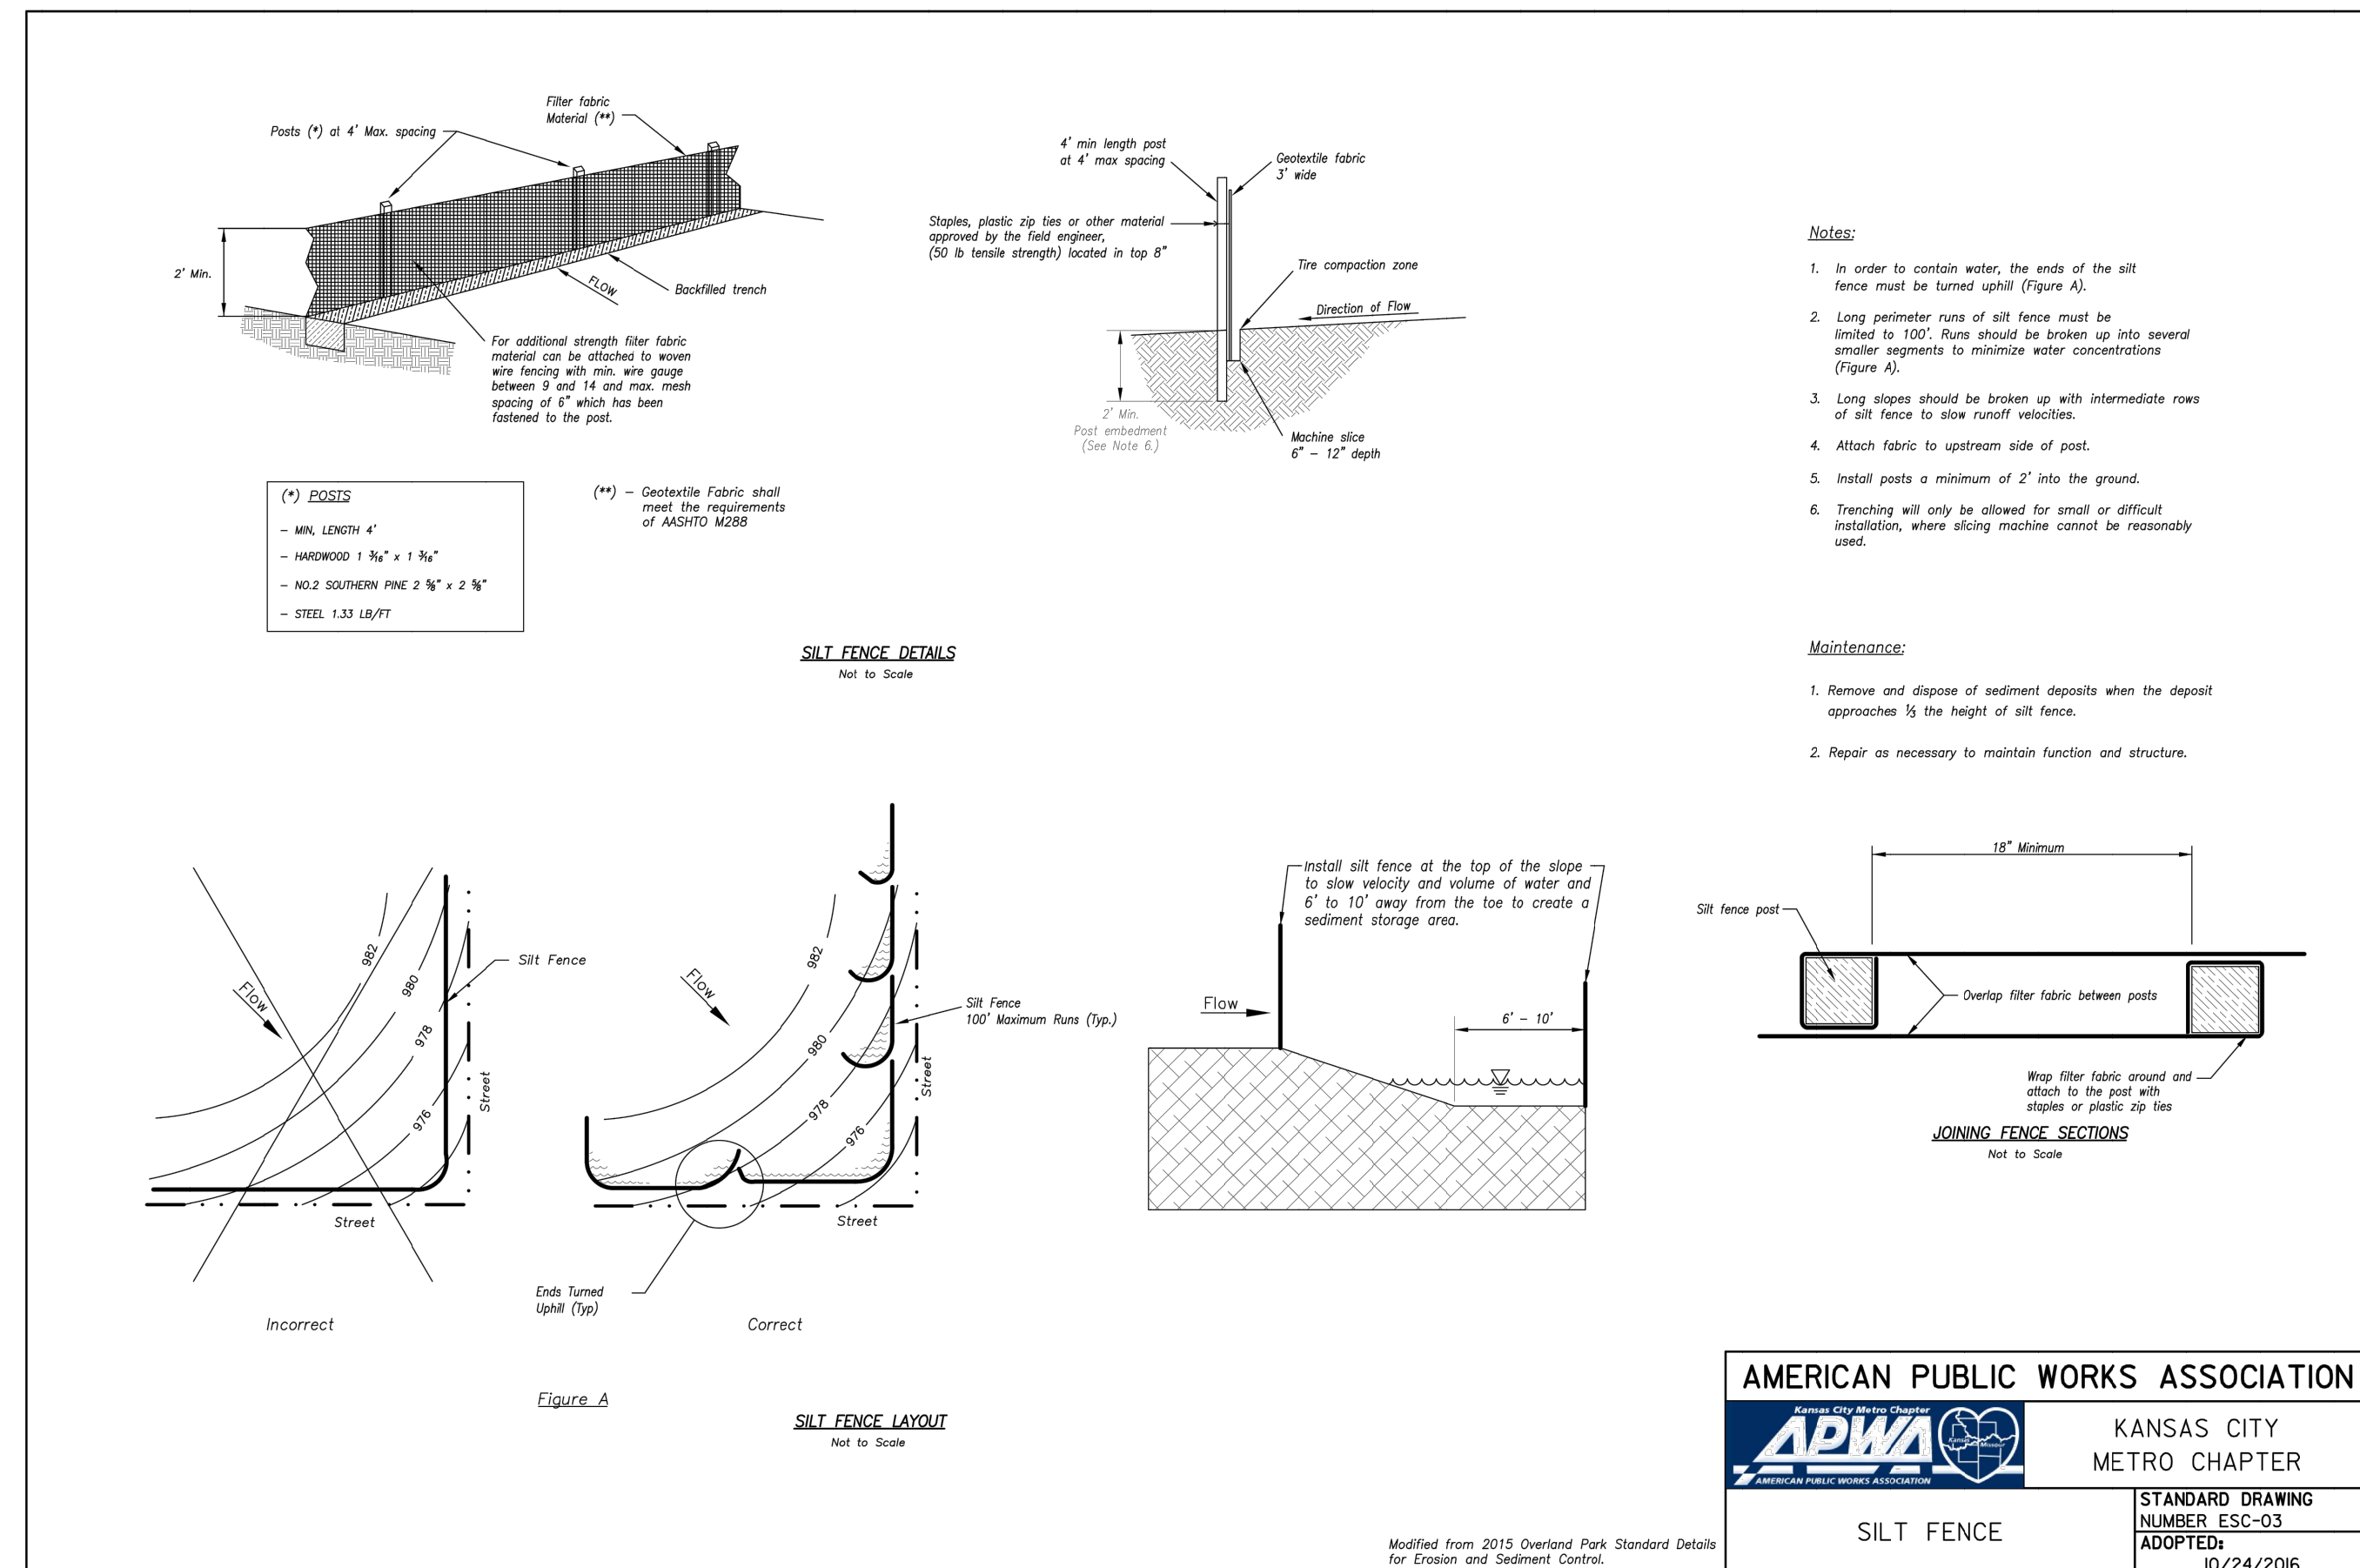 Filter fabric
Material (**)
Posts (*) at 4' Max. spacing
2' Min.
FLOW
Backfilled trench
For additional strength filter fabric
material can be attached to woven
wire fencing with min. wire gauge
between 9 and 14 and max. mesh
spacing of 6" which has been
fastened to the post.
4' min length post
at 4' max spacing
Geotextile fabric
3' wide
Staples, plastic zip ties or other material
approved by the field engineer,
(50 lb tensile strength) located in top 8"
Tire compaction zone
Direction of Flow
2' Min.
Post embedment
(See Note 6.)
Machine slice
6" – 12" depth
(*) POSTS
– MIN, LENGTH 4'
– HARDWOOD 1 3/16" x 1 3/16"
– NO.2 SOUTHERN PINE 2 5/8" x 2 5/8"
– STEEL 1.33 LB/FT
(**) – Geotextile Fabric shall
meet the requirements
of AASHTO M288
SILT FENCE DETAILS
Not to Scale
Notes:
1. In order to contain water, the ends of the silt
fence must be turned uphill (Figure A).
2. Long perimeter runs of silt fence must be
limited to 100'. Runs should be broken up into several
smaller segments to minimize water concentrations
(Figure A).
3. Long slopes should be broken up with intermediate rows
of silt fence to slow runoff velocities.
4. Attach fabric to upstream side of post.
5. Install posts a minimum of 2' into the ground.
6. Trenching will only be allowed for small or difficult
installation, where slicing machine cannot be reasonably
used.
Maintenance:
1. Remove and dispose of sediment deposits when the deposit
approaches 1/3 the height of silt fence.
2. Repair as necessary to maintain function and structure.
982
980
978
976
Flow
Silt Fence
Street
Street
Incorrect
982
980
978
976
Flow
Silt Fence
100' Maximum Runs (Typ.)
Street
Street
Ends Turned
Uphill (Typ)
Correct
Figure A
SILT FENCE LAYOUT
Not to Scale
Install silt fence at the top of the slope
to slow velocity and volume of water and
6' to 10' away from the toe to create a
sediment storage area.
Flow
6' – 10'
18" Minimum
Silt fence post
Overlap filter fabric between posts
Wrap filter fabric around and
attach to the post with
staples or plastic zip ties
JOINING FENCE SECTIONS
Not to Scale
Modified from 2015 Overland Park Standard Details
for Erosion and Sediment Control.
AMERICAN PUBLIC WORKS ASSOCIATION
Kansas City Metro Chapter
APWA
Kansas
Missouri
AMERICAN PUBLIC WORKS ASSOCIATION
KANSAS CITY
METRO CHAPTER
SILT FENCE
STANDARD DRAWING
NUMBER ESC-03
ADOPTED:
10/24/2016